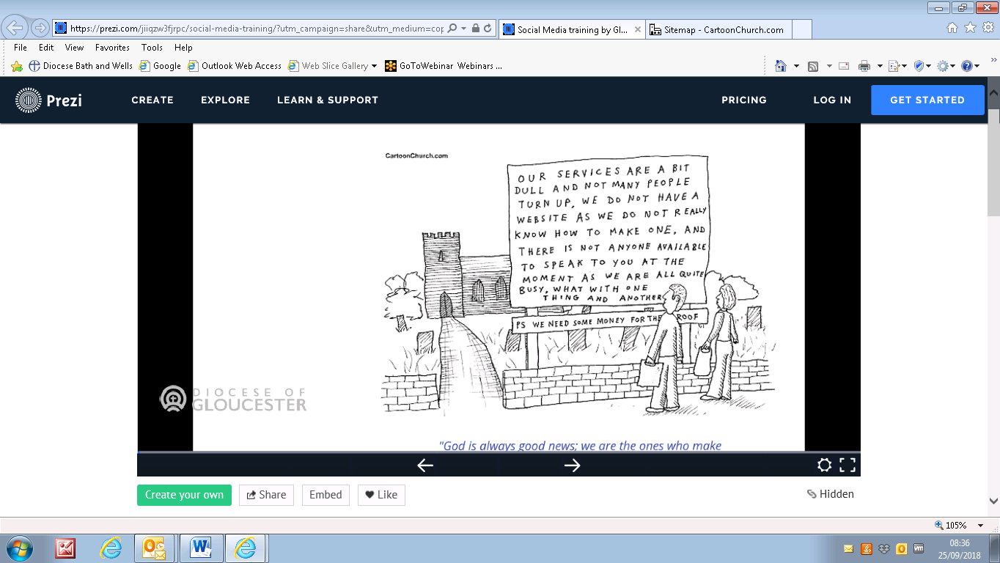 https://prezi.com/jiiqzw3fjrpc/social-media-training/?utm_campaign=share&utm_medium=cop
Social Media training by Gl...
Sitemap - CartoonChurch.com
File Edit View Favorites Tools Help
Diocese Bath and Wells Google Outlook Web Access Web Slice Gallery GoToWebinar Webinars ...
Prezi CREATE EXPLORE LEARN & SUPPORT PRICING LOG IN GET STARTED
CartoonChurch.com
OUR SERVICES ARE A BIT
DULL AND NOT MANY PEOPLE
TURN UP, WE DO NOT HAVE A
WEBSITE AS WE DO NOT REALLY
KNOW HOW TO MAKE ONE, AND
THERE IS NOT ANYONE AVAILABLE
TO SPEAK TO YOU AT THE
MOMENT AS WE ARE ALL QUITE
BUSY, WHAT WITH ONE
THING AND ANOTHER
PS WE NEED SOME MONEY FOR THE ROOF
DIOCESE OF
GLOUCESTER
"God is always good news; we are the ones who make
Create your own Share Embed Like Hidden
105%
08:36
25/09/2018